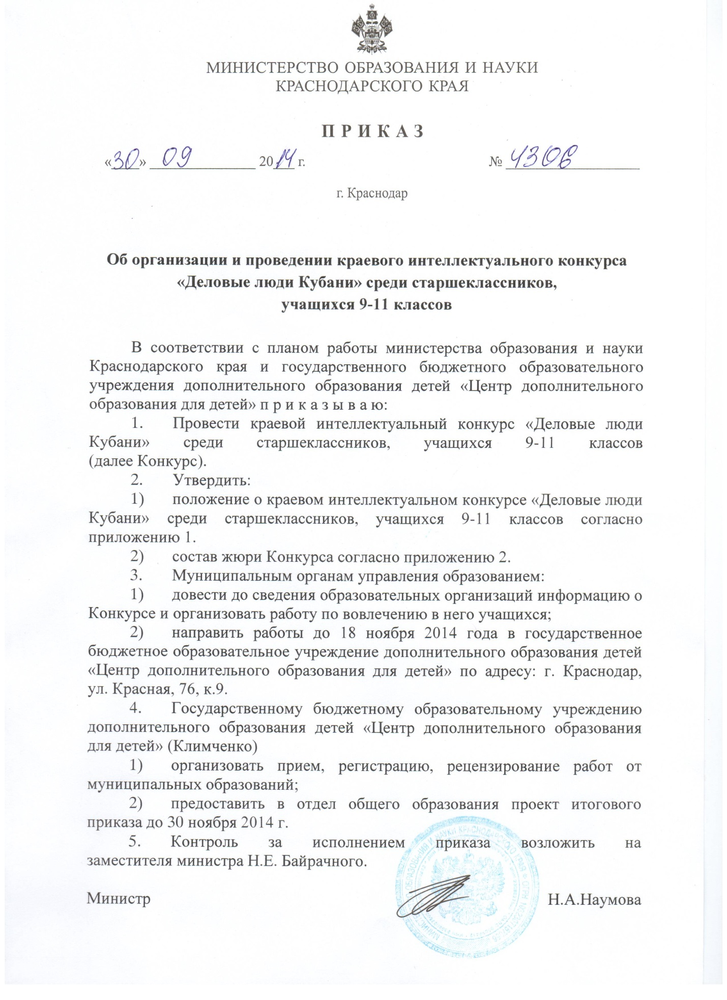 МИНИСТЕРСТВО ОБРАЗОВАНИЯ И НАУКИ
КРАСНОДАРСКОГО КРАЯ
ПРИКАЗ
«30» 09 2014 г. № 4306
г. Краснодар
Об организации и проведении краевого интеллектуального конкурса
«Деловые люди Кубани» среди старшеклассников,
учащихся 9-11 классов
В соответствии с планом работы министерства образования и науки
Краснодарского края и государственного бюджетного образовательного
учреждения дополнительного образования детей «Центр дополнительного
образования для детей» п р и к а з ы в а ю:
1. Провести краевой интеллектуальный конкурс «Деловые люди
Кубани» среди старшеклассников, учащихся 9-11 классов
(далее Конкурс).
2. Утвердить:
1) положение о краевом интеллектуальном конкурсе «Деловые люди
Кубани» среди старшеклассников, учащихся 9-11 классов согласно
приложению 1.
2) состав жюри Конкурса согласно приложению 2.
3. Муниципальным органам управления образованием:
1) довести до сведения образовательных организаций информацию о
Конкурсе и организовать работу по вовлечению в него учащихся;
2) направить работы до 18 ноября 2014 года в государственное
бюджетное образовательное учреждение дополнительного образования детей
«Центр дополнительного образования для детей» по адресу: г. Краснодар,
ул. Красная, 76, к.9.
4. Государственному бюджетному образовательному учреждению
дополнительного образования детей «Центр дополнительного образования
для детей» (Климченко)
1) организовать прием, регистрацию, рецензирование работ от
муниципальных образований;
2) предоставить в отдел общего образования проект итогового
приказа до 30 ноября 2014 г.
5. Контроль за исполнением приказа возложить на
заместителя министра Н.Е. Байрачного.
Министр Н.А.Наумова
ОБРАЗОВАНИЯ И НАУКИ КРАСНОДАРСКОГО КРАЯ